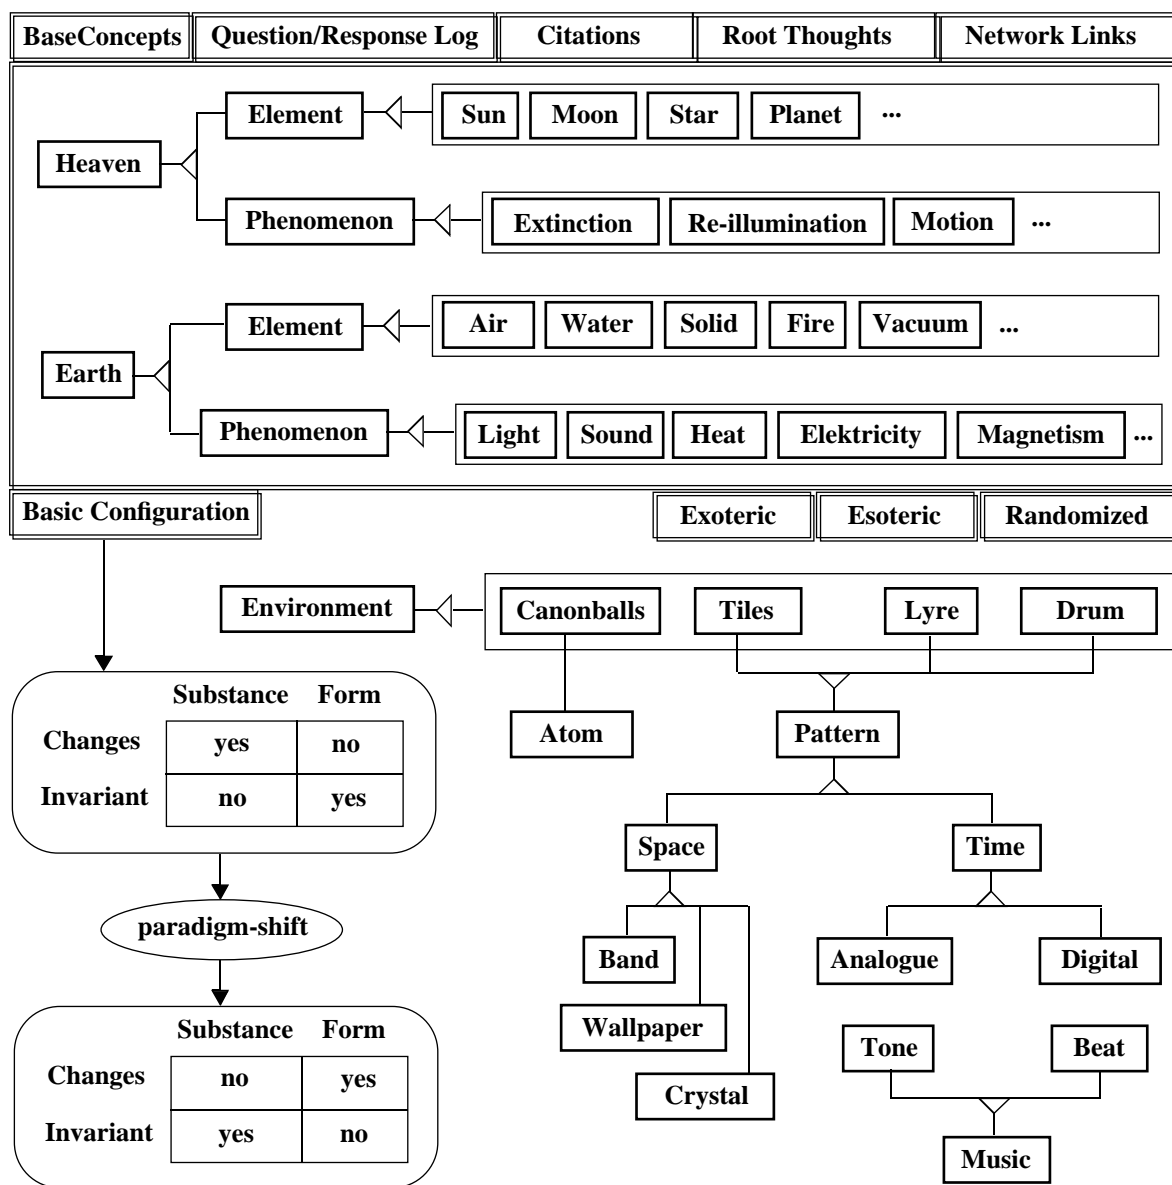 BaseConcepts Question/Response Log Citations Root Thoughts Network Links
Element Sun Moon Star Planet ...
Heaven
Phenomenon Extinction Re-illumination Motion ...
Element Air Water Solid Fire Vacuum ...
Earth
Phenomenon Light Sound Heat Elektricity Magnetism ...
Basic Configuration Exoteric Esoteric Randomized
Environment Canonballs Tiles Lyre Drum
Substance Form
Changes yes no
Invariant no yes
Atom Pattern
Space Time
paradigm-shift
Band Analogue Digital
Wallpaper
Crystal
Tone Beat
Music
Substance Form
Changes no yes
Invariant yes no